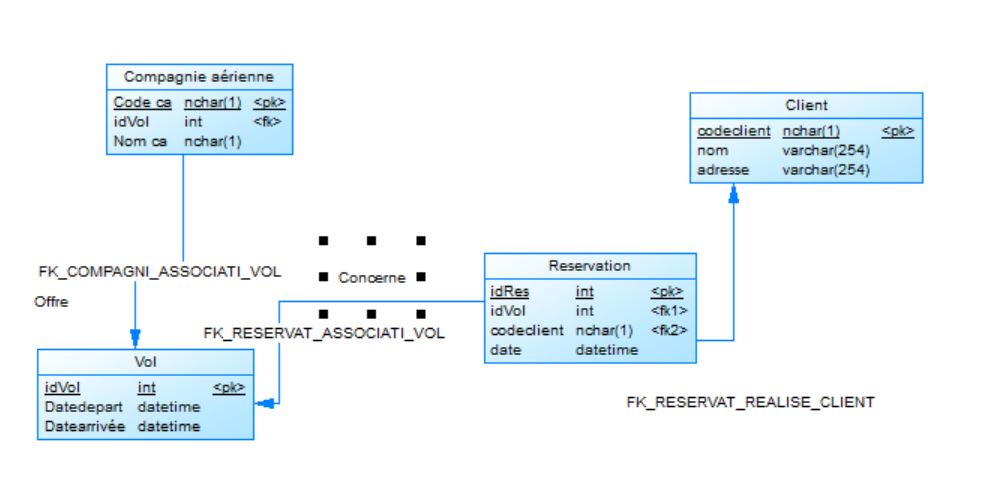 Compagnie aérienne
Code ca nchar(1) <pk>
idVol int <fk>
Nom ca nchar(1)
Client
codeclient nchar(1) <pk>
nom varchar(254)
adresse varchar(254)
FK_COMPAGNI_ASSOCIATI_VOL
Offre
Concerne
FK_RESERVAT_ASSOCIATI_VOL
Reservation
idRes int <pk>
idVol int <fk1>
codeclient nchar(1) <fk2>
date datetime
Vol
idVol int <pk>
Datedepart datetime
Datearrivée datetime
FK_RESERVAT_REALISE_CLIENT